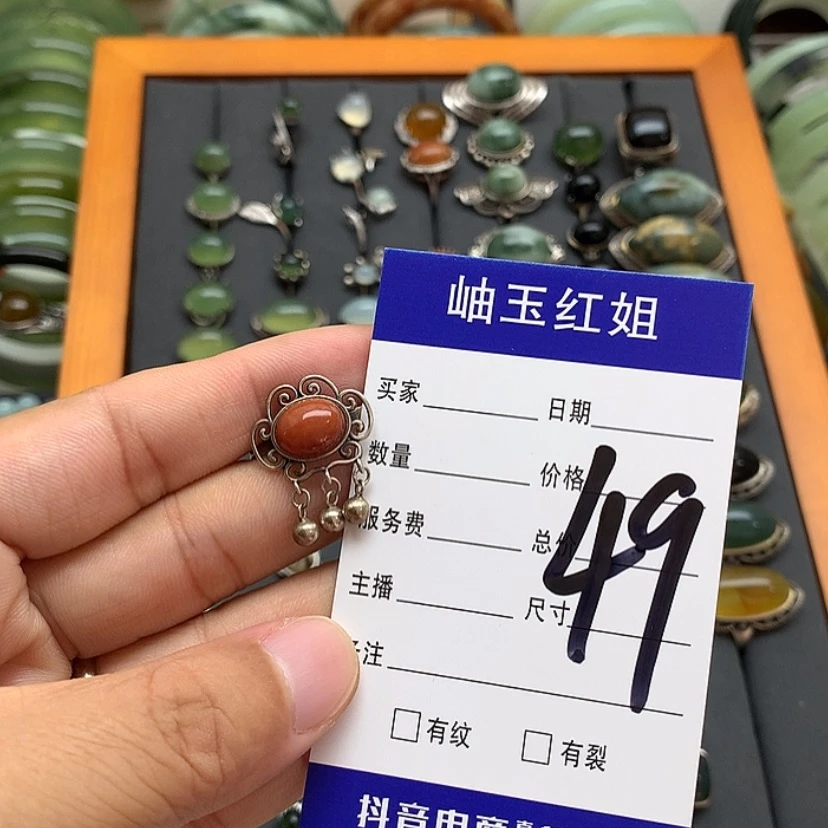 岫玉红姐
买家 日期
数量 价格
服务费 总价
主播 尺寸
备注
49
有纹 有裂
抖音电商